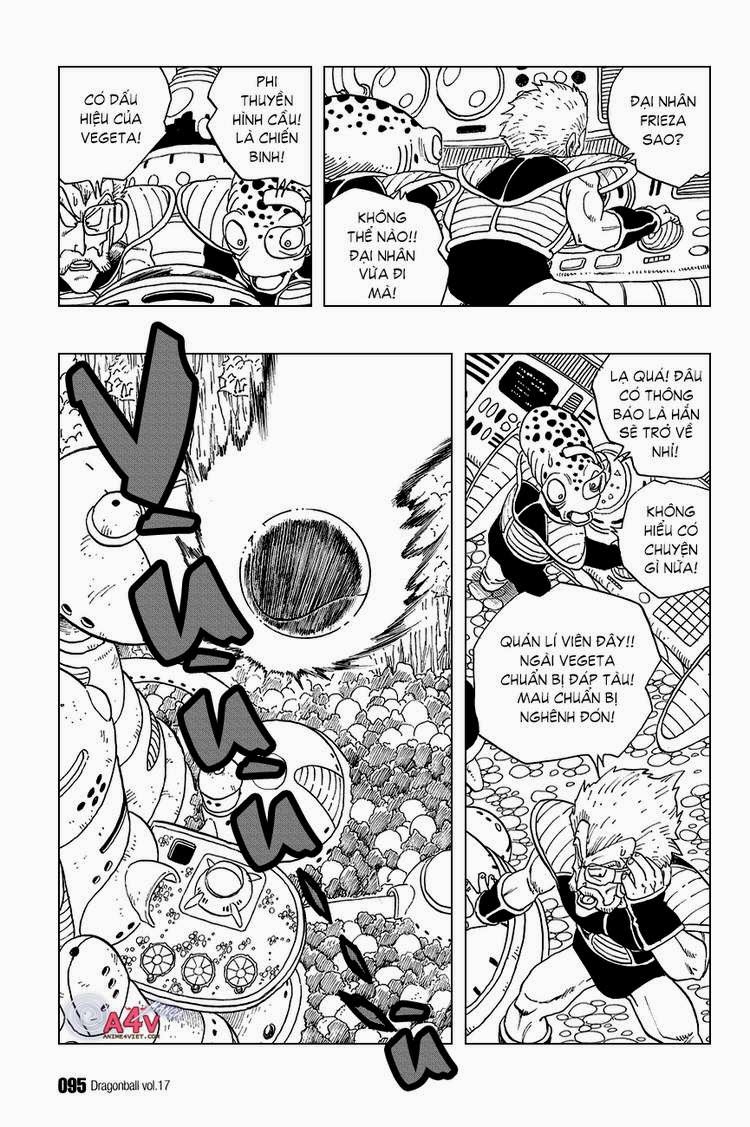 ĐẠI NHÂN
FRIEZA
SAO?
KHÔNG
THỂ NÀO!!
ĐẠI NHÂN
VỪA ĐI
MÀ!
PHI
THUYỀN
HÌNH CẦU!
LÀ CHIẾN
BINH!
CÓ DẤU
HIỆU CỦA
VEGETA!
LẠ QUÁ! ĐÂU
CÓ THÔNG
BÁO LÀ HẮN
SẼ TRỞ VỀ
NHỈ!
KHÔNG
HIỂU CÓ
CHUYỆN
GÌ NỮA!
QUẢN LÍ VIÊN ĐÂY!!
NGÀI VEGETA
CHUẨN BỊ ĐÁP TÀU!
MAU CHUẨN BỊ
NGHÊNH ĐÓN!
V.U.U.U.U
A4V
ANIME4VIET.COM
095 Dragonball vol.17